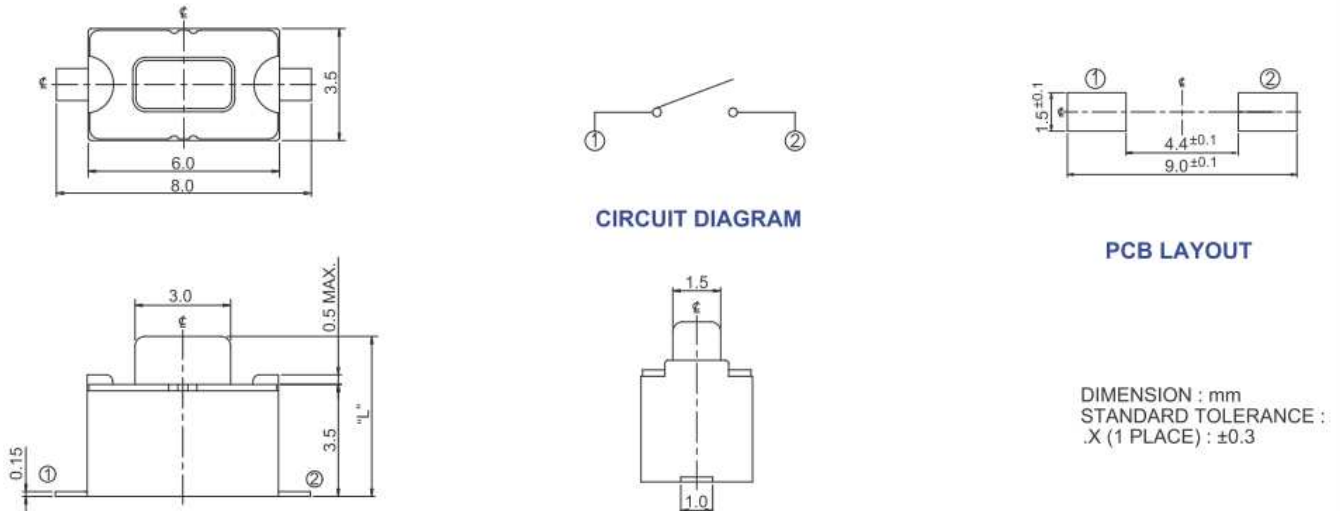 ℄
℄
3.5
6.0
8.0
① ②
CIRCUIT DIAGRAM
① ℄ ②
℄
1.5±0.1
4.4±0.1
9.0±0.1
PCB LAYOUT
3.0
℄
0.5 MAX.
"L"
3.5
0.15
① ②
1.5
℄
1.0
DIMENSION : mm
STANDARD TOLERANCE :
.X (1 PLACE) : ±0.3